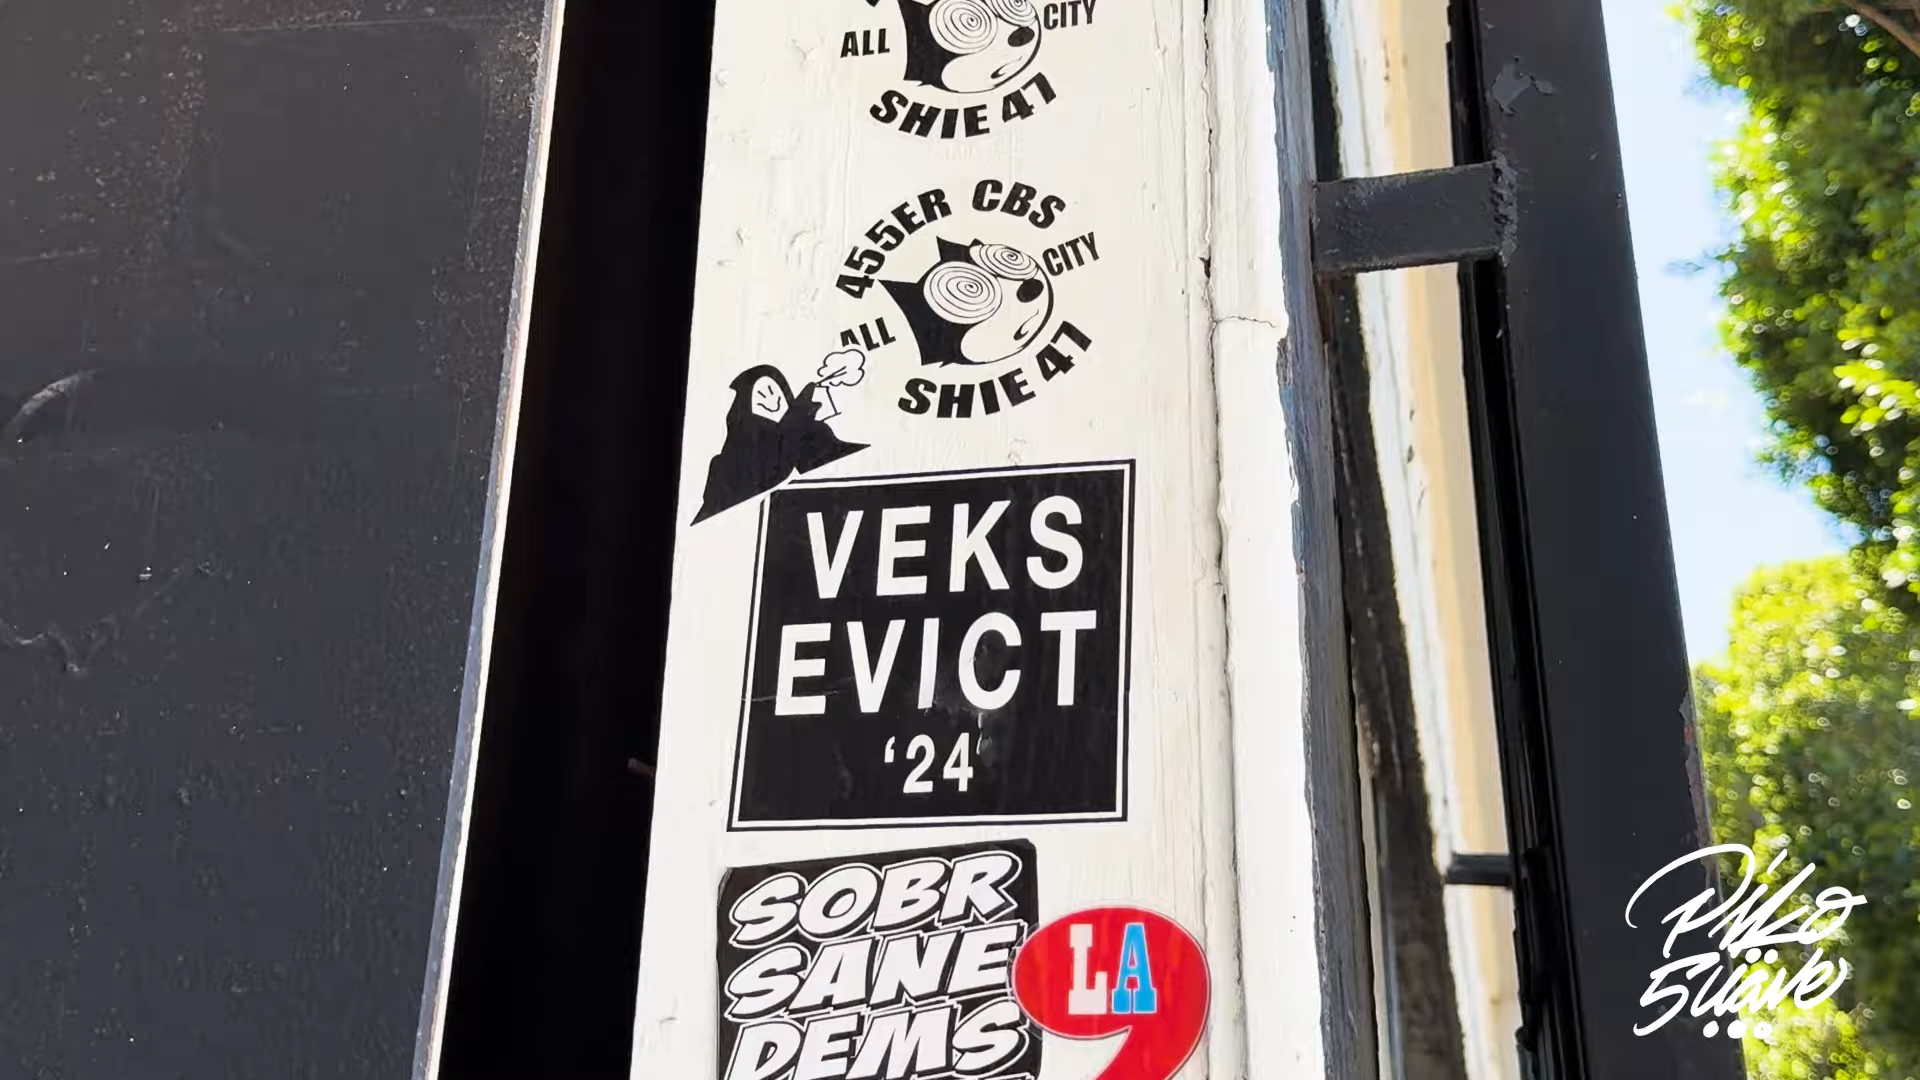 ALL
CITY
SHIE 47
455ER CBS
CITY
ALL
SHIE 47
VEKS
EVICT
‘24
SOBR
SANE
DEMS
LA
Piko
Suave